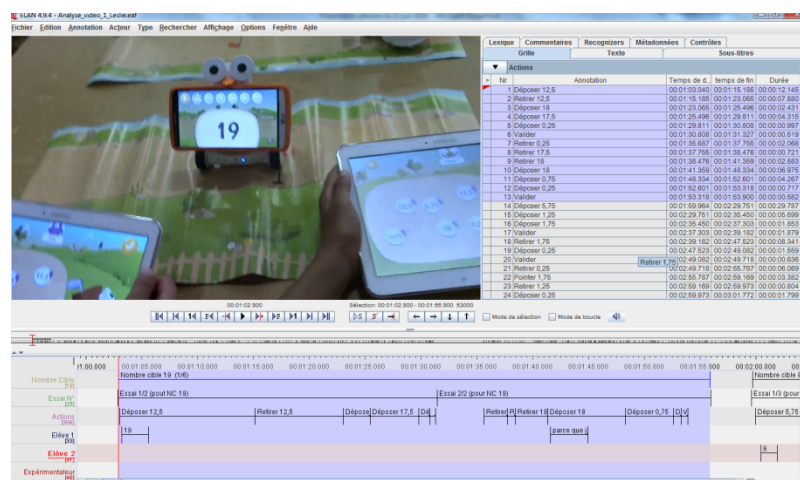 ELAN 4.9.4 - Analyse_video_1_Leslie.eaf
Fichier Edition Annotation Acteur Type Rechercher Affichage Options Fenêtre Aide
Lexique Commentaires Recognizers Métadonnées Contrôles
Grille Texte Sous-titres
Actions
> Nr Annotation Temps de d... temps de fin Durée
1 Déposer 12,5 00:01:03.040 00:01:15.185 00:00:12.145
2 Retirer 12,5 00:01:15.185 00:01:23.065 00:00:07.880
3 Déposer 18 00:01:23.065 00:01:25.496 00:00:02.431
4 Déposer 17,5 00:01:25.496 00:01:29.811 00:00:04.315
5 Déposer 0,25 00:01:29.811 00:01:30.808 00:00:00.997
6 Valider 00:01:30.808 00:01:31.327 00:00:00.519
7 Retirer 0,25 00:01:35.687 00:01:37.755 00:00:02.068
8 Retirer 17,5 00:01:37.755 00:01:38.476 00:00:00.721
9 Retirer 18 00:01:38.476 00:01:41.359 00:00:02.883
10 Déposer 18 00:01:41.359 00:01:48.334 00:00:06.975
11 Déposer 0,75 00:01:48.334 00:01:52.601 00:00:04.267
12 Déposer 0,25 00:01:52.601 00:01:53.318 00:00:00.717
13 Valider 00:01:53.318 00:01:53.900 00:00:00.582
14 Déposer 5,75 00:01:59.964 00:02:29.751 00:00:29.787
15 Déposer 1,25 00:02:29.751 00:02:35.450 00:00:05.699
16 Déposer 1,75 00:02:35.450 00:02:37.303 00:00:01.853
17 Valider 00:02:37.303 00:02:39.182 00:00:01.879
18 Retirer 1,75 00:02:39.182 00:02:47.523 00:00:08.341
19 Déposer 0,25 00:02:47.523 00:02:49.082 00:00:01.559
20 Valider 00:02:49.082 00:02:49.718 00:00:00.636
Retirer 1,75
21 Retirer 0,25 00:02:49.718 00:02:55.787 00:00:06.069
22 Pointer 1,75 00:02:55.787 00:02:59.169 00:00:03.382
23 Retirer 1,25 00:02:59.169 00:02:59.973 00:00:00.804
24 Déposer 0,25 00:02:59.973 00:03:01.772 00:00:01.799
19
00:01:02.900 Sélection: 00:01:02.900 - 00:01:55.900 53000
Mode de sélection Mode de boucle
01:00.000 00:01:05.000 00:01:10.000 00:01:15.000 00:01:20.000 00:01:25.000 00:01:30.000 00:01:35.000 00:01:40.000 00:01:45.000 00:01:50.000 00:01:55.000 00:02:00.000
Nombre Cible Nombre cible 19 (1/6) Nombre cible
Essai N° Essai 1/2 (pout NC 19) Essai 2/2 (pour NC 19) Essai 1/3 (pour
Actions Déposer 12,5 Retirer 12,5 Dépose Déposer 17,5 Dé Retirer R Retirer 18 Déposer 18 Déposer 0,75 D V Déposer 5,75
Elève 1 19 parce que j
Elève 2 8
Expérimentateur